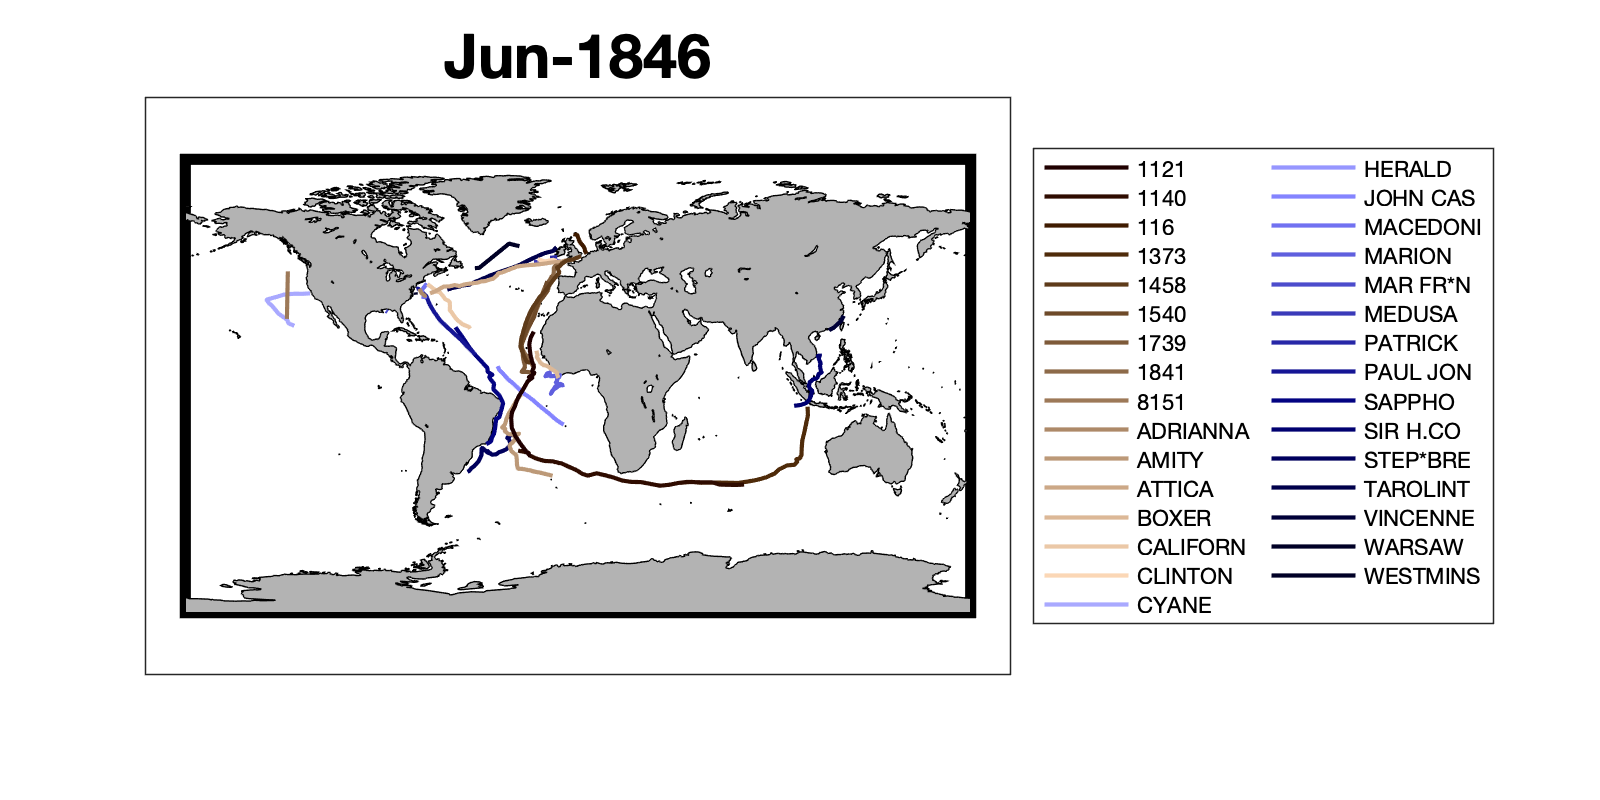 Jun-1846
1121
1140
116
1373
1458
1540
1739
1841
8151
ADRIANNA
AMITY
ATTICA
BOXER
CALIFORN
CLINTON
CYANE
HERALD
JOHN CAS
MACEDONI
MARION
MAR FR*N
MEDUSA
PATRICK
PAUL JON
SAPPHO
SIR H.CO
STEP*BRE
TAROLINT
VINCENNE
WARSAW
WESTMINS